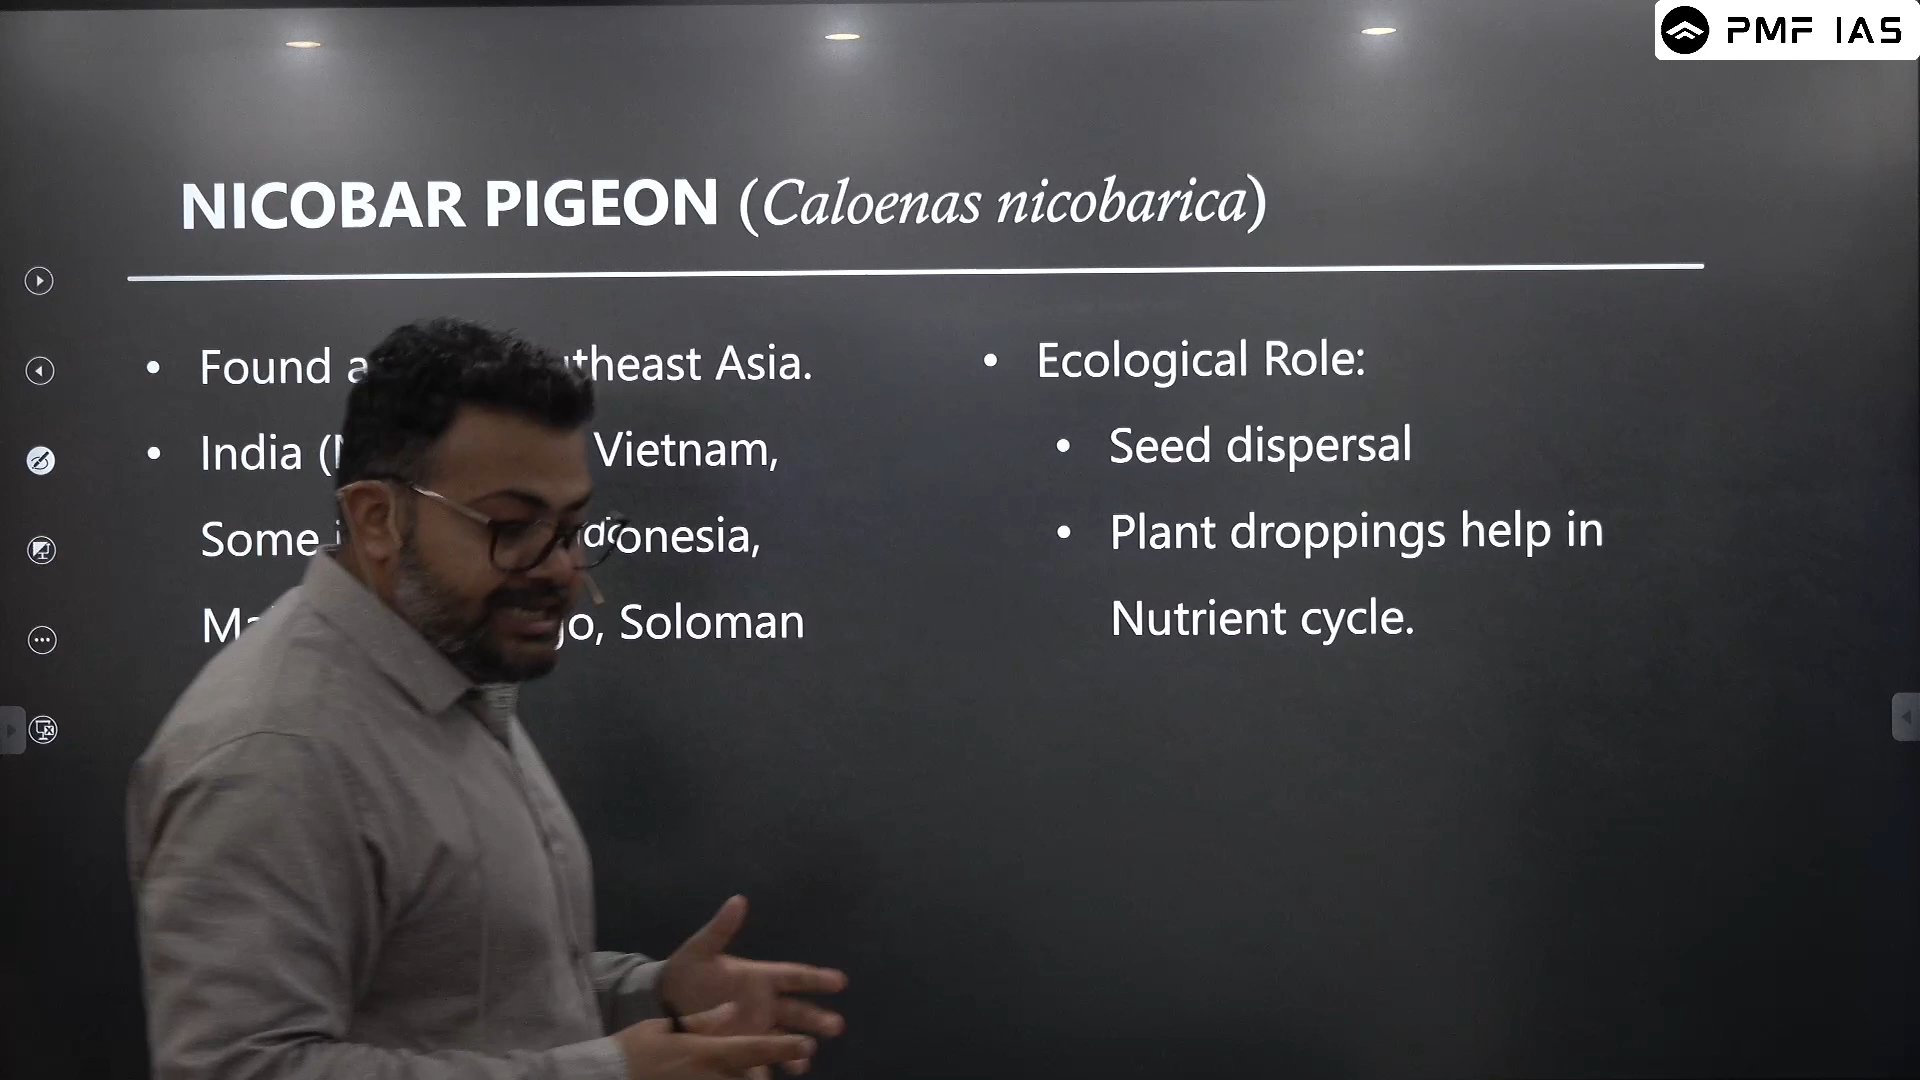 PMF IAS
NICOBAR PIGEON (Caloenas nicobarica)
• Found theast Asia.
• India ( Vietnam,
Some onesia,
Soloman
• Ecological Role:
• Seed dispersal
• Plant droppings help in
Nutrient cycle.